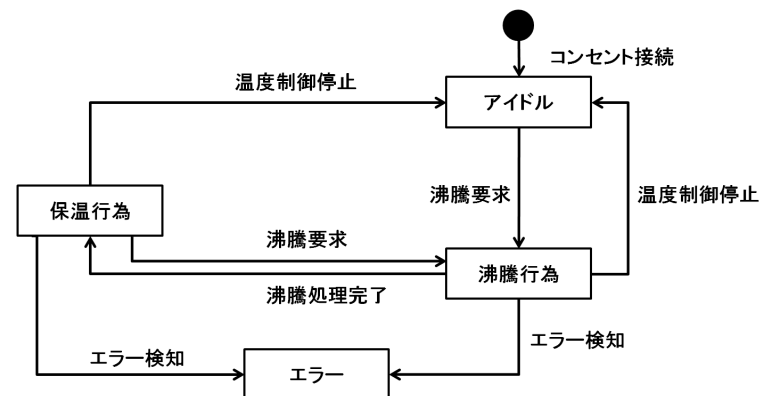 コンセント接続
温度制御停止
アイドル
保温行為
沸騰要求
温度制御停止
沸騰要求
沸騰行為
沸騰処理完了
エラー検知
エラー検知
エラー